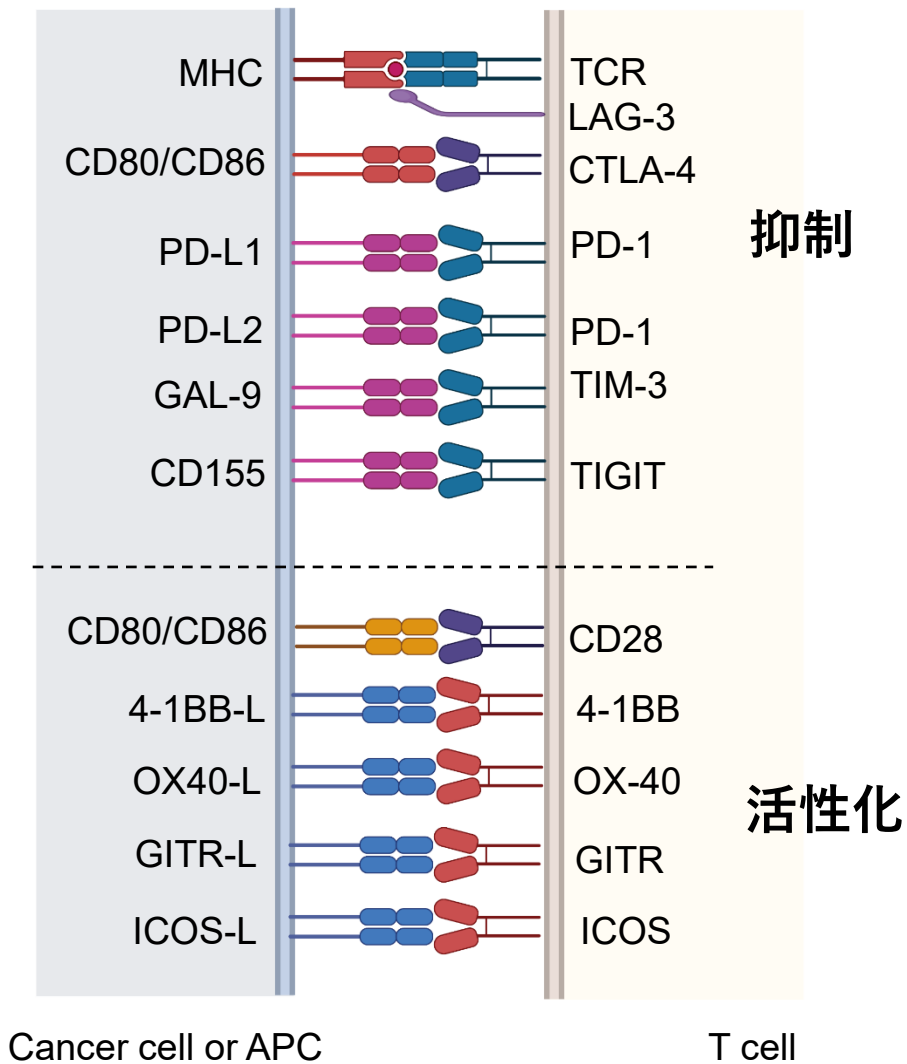 MHC
TCR
LAG-3
CD80/CD86
CTLA-4
抑制
PD-L1
PD-1
PD-L2
PD-1
GAL-9
TIM-3
CD155
TIGIT
CD80/CD86
CD28
4-1BB-L
4-1BB
OX40-L
OX-40
活性化
GITR-L
GITR
ICOS-L
ICOS
Cancer cell or APC
T cell